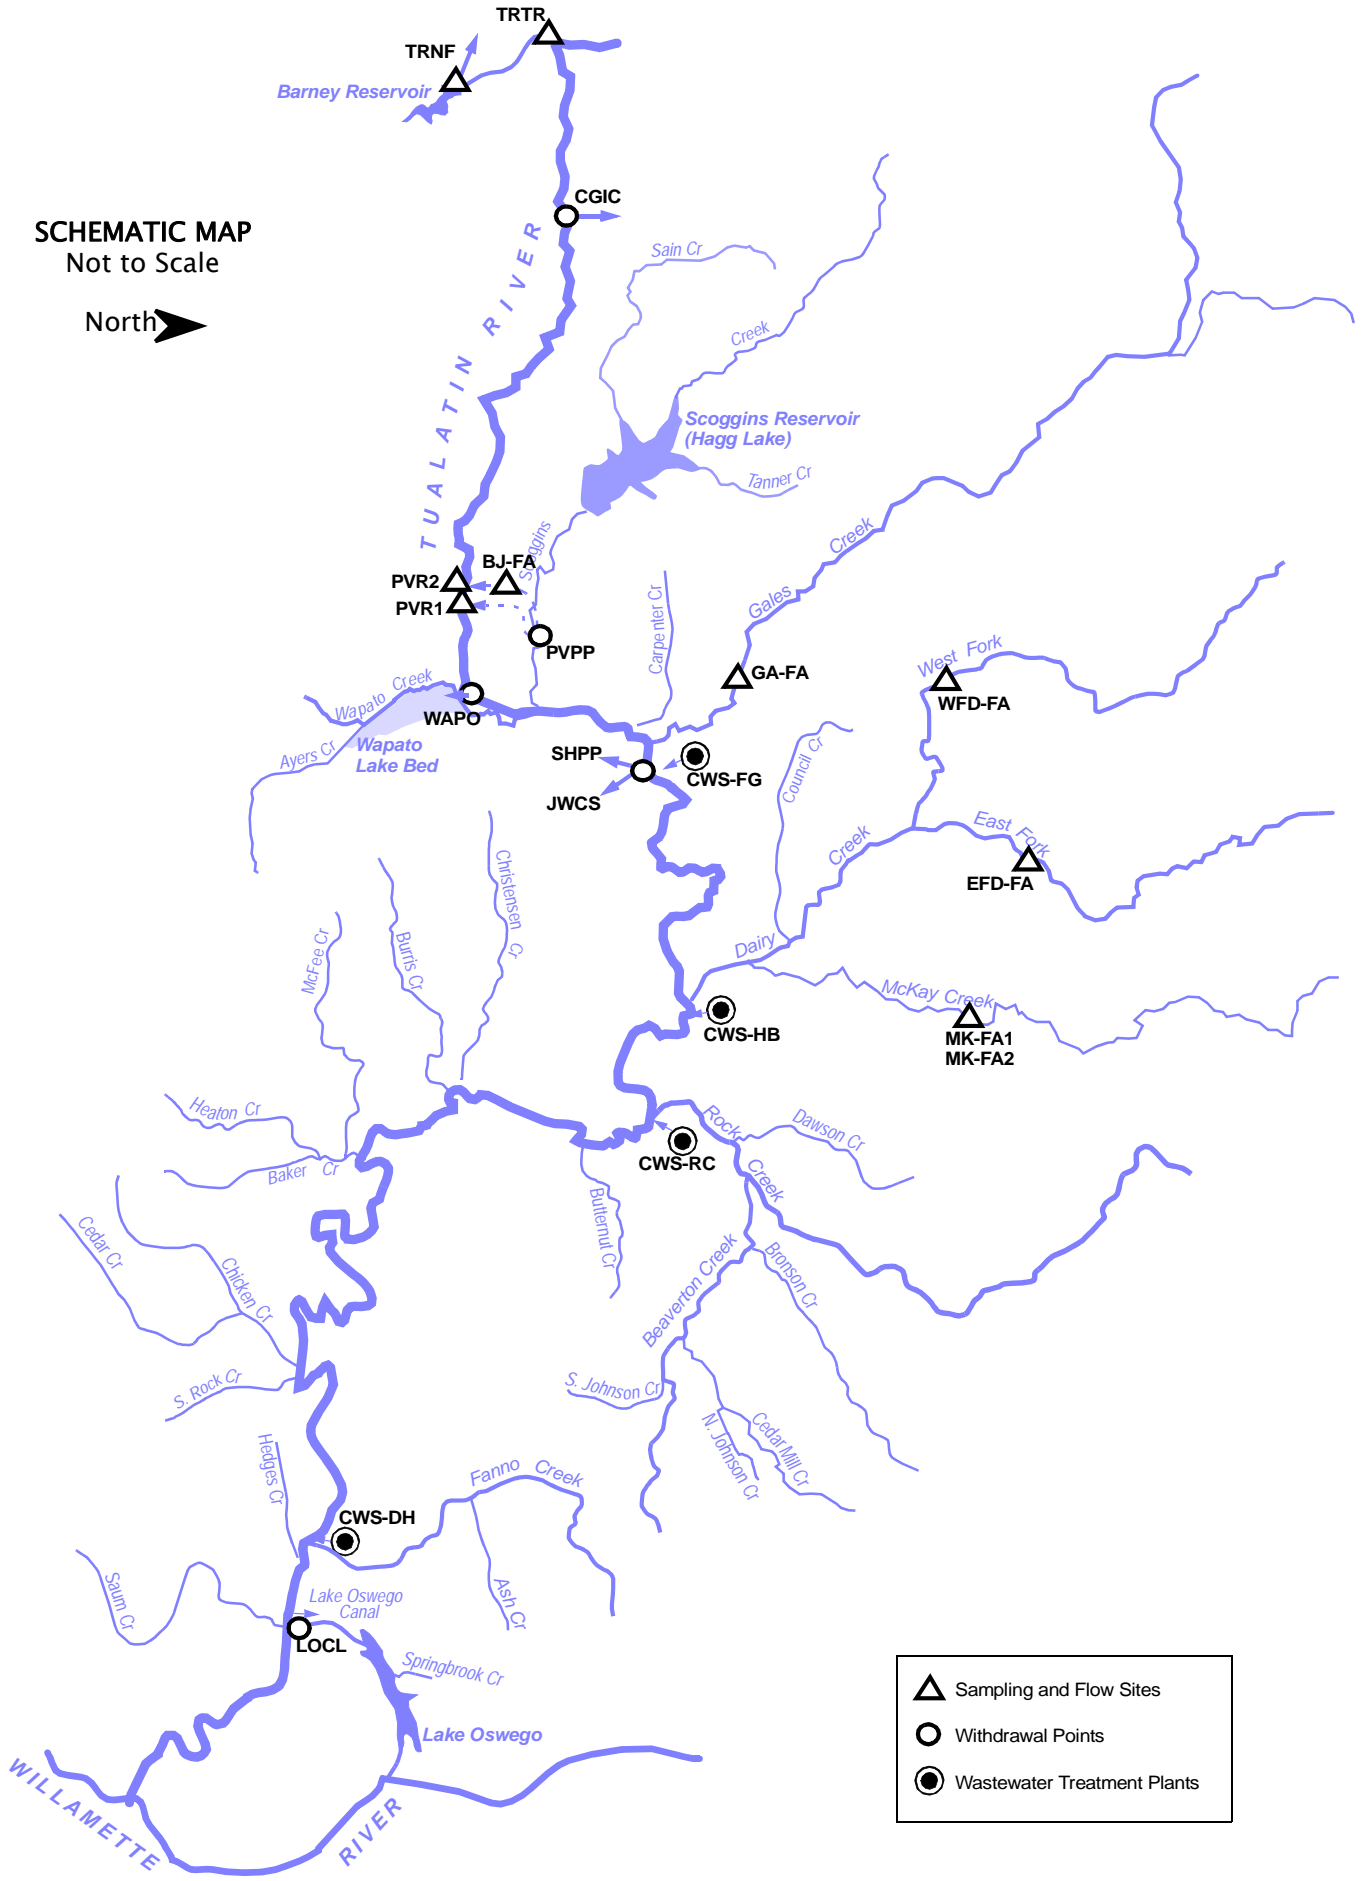 TRTR
TRNF
Barney Reservoir
CGIC
SCHEMATIC MAP
Not to Scale
North
TUALATIN RIVER
Sain Cr
Creek
Scoggins Reservoir
(Hagg Lake)
Tanner Cr
Scoggins
BJ-FA
PVR2
PVR1
PVPP
Carpenter Cr
Gales Creek
GA-FA
West Fork
WFD-FA
Wapato Creek
WAPO
Wapato
Lake Bed
Ayers Cr
SHPP
JWCS
CWS-FG
Council Cr
Creek
East Fork
EFD-FA
Christensen Cr
Burris Cr
McFee Cr
Dairy
McKay Creek
MK-FA1
MK-FA2
CWS-HB
Heaton Cr
Baker Cr
Rock
Creek
Dawson Cr
CWS-RC
Butternut Cr
Cedar Cr
Chicken Cr
Beaverton Creek
Bronson Cr
S. Rock Cr
S. Johnson Cr
N. Johnson Cr
Cedar Mill Cr
Hedges Cr
Fanno Creek
CWS-DH
Ash Cr
Saum Cr
Lake Oswego
Canal
LOCL
Springbrook Cr
Lake Oswego
WILLAMETTE
RIVER
Sampling and Flow Sites
Withdrawal Points
Wastewater Treatment Plants